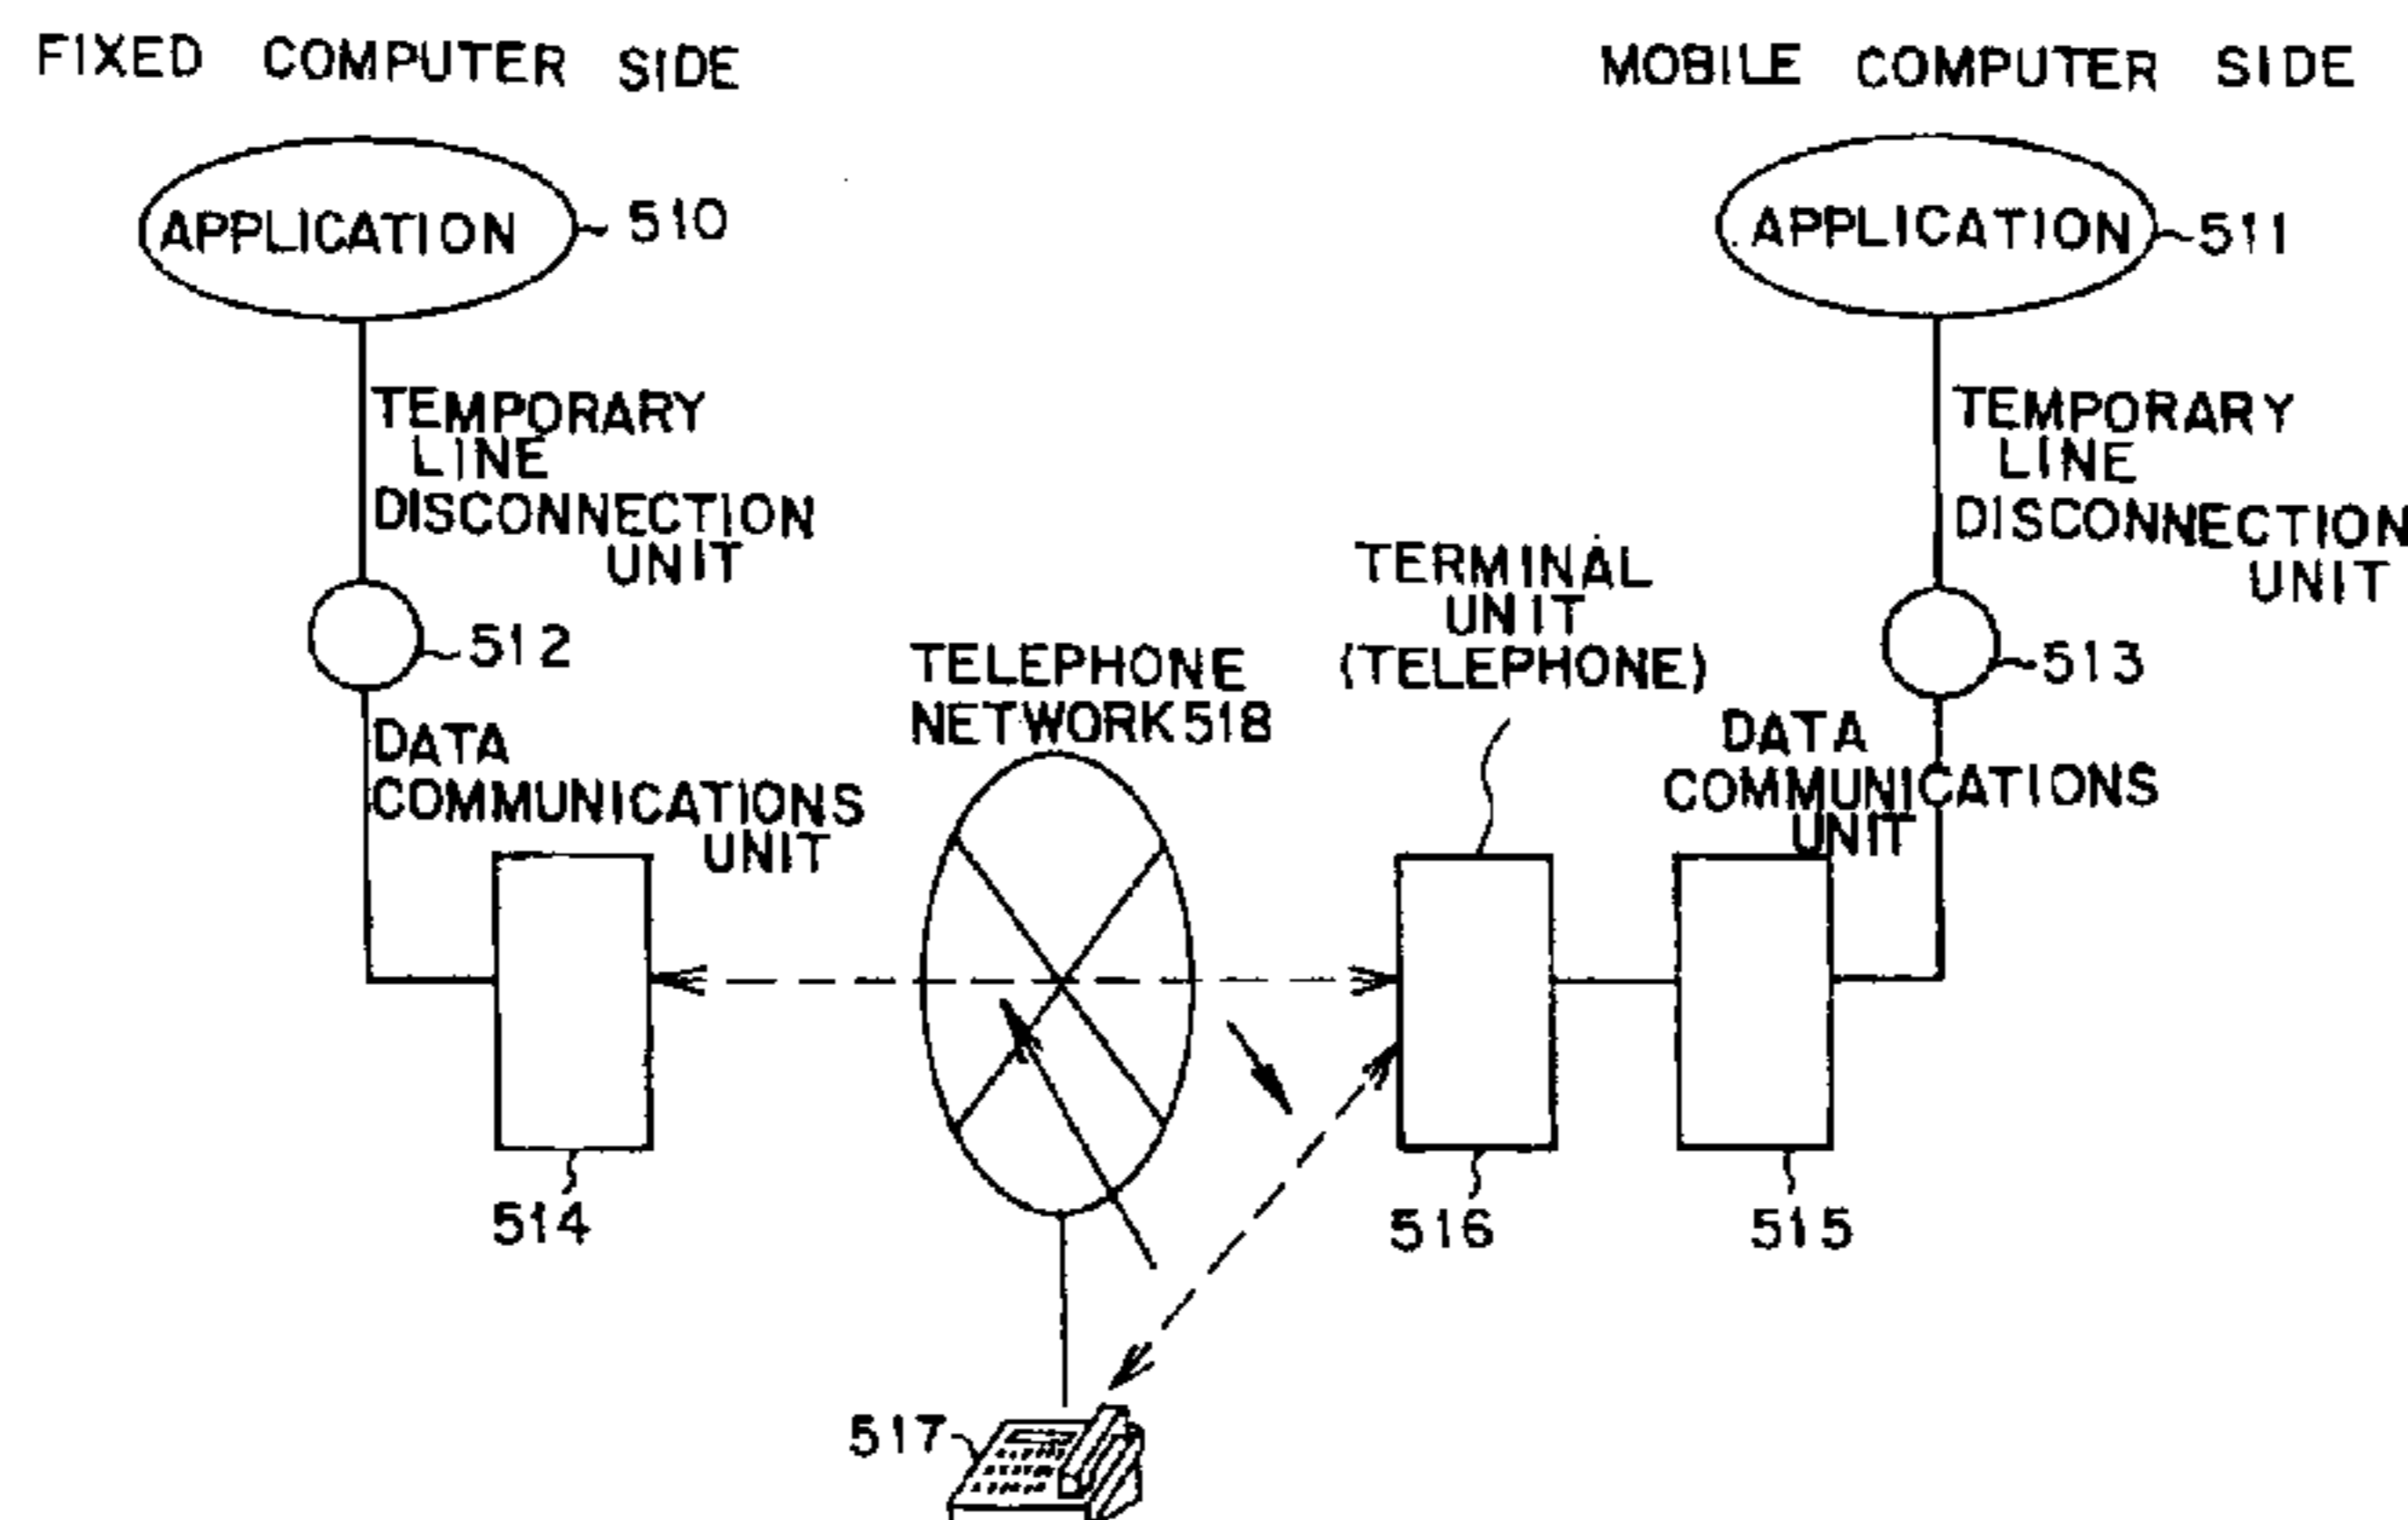 FIXED COMPUTER SIDE
MOBILE COMPUTER SIDE
APPLICATION
510
APPLICATION
511
TEMPORARY
LINE
DISCONNECTION
UNIT
512
TEMPORARY
LINE
DISCONNECTION
UNIT
513
TERMINAL
UNIT
(TELEPHONE)
TELEPHONE
NETWORK 518
DATA
COMMUNICATIONS
UNIT
DATA
COMMUNICATIONS
UNIT
514
516
515
517